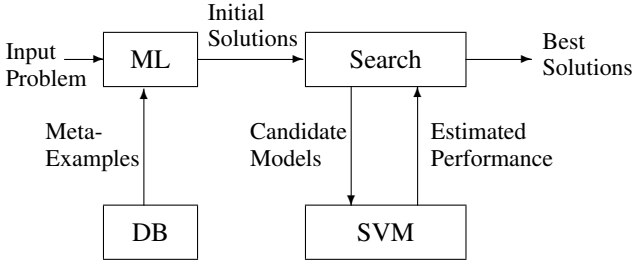 Initial
Solutions
Input
Problem
ML
Search
Best
Solutions
Meta-
Examples
Candidate
Models
Estimated
Performance
DB
SVM